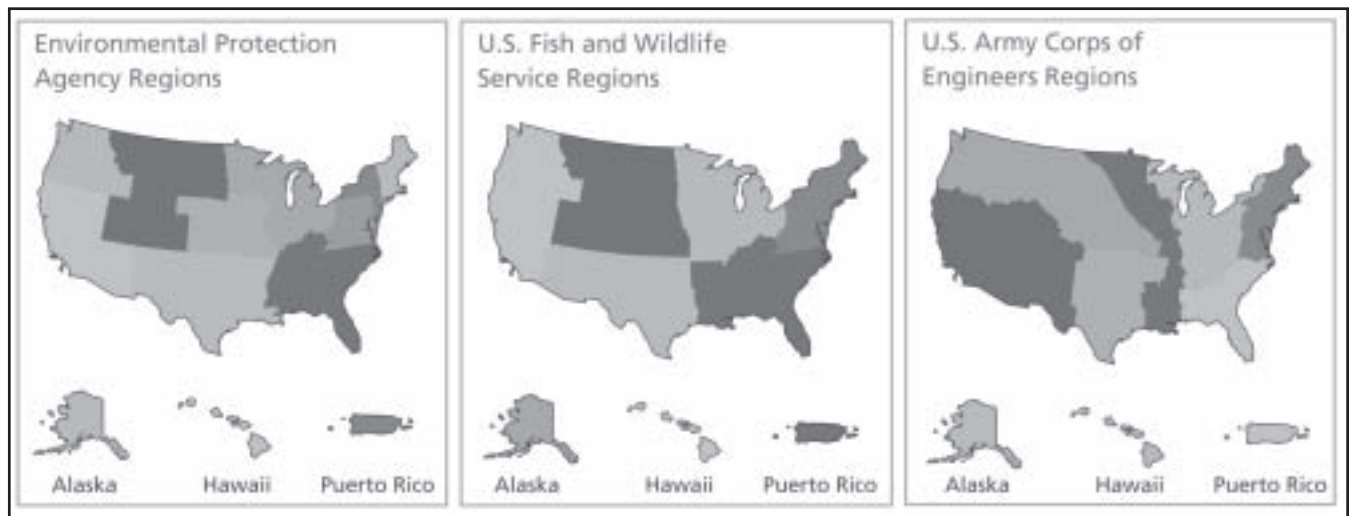 Environmental Protection
Agency Regions
Alaska
Hawaii
Puerto Rico
U.S. Fish and Wildlife
Service Regions
Alaska
Hawaii
Puerto Rico
U.S. Army Corps of
Engineers Regions
Alaska
Hawaii
Puerto Rico